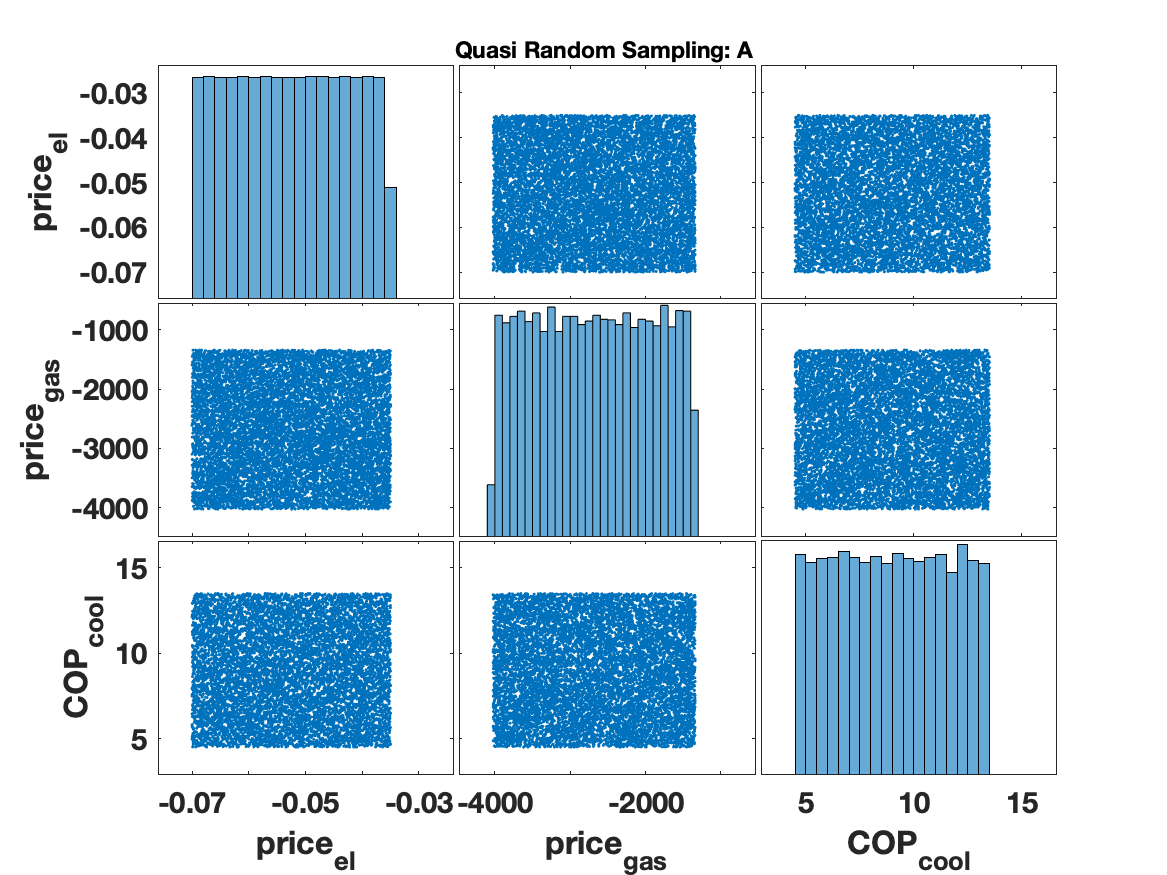 Quasi Random Sampling: A
-0.03
-0.04
-0.05
-0.06
-0.07
price_el
-1000
-2000
-3000
-4000
price_gas
15
10
5
COP_cool
-0.07 -0.05 -0.03 -4000 -2000 5 10 15
price_el price_gas COP_cool